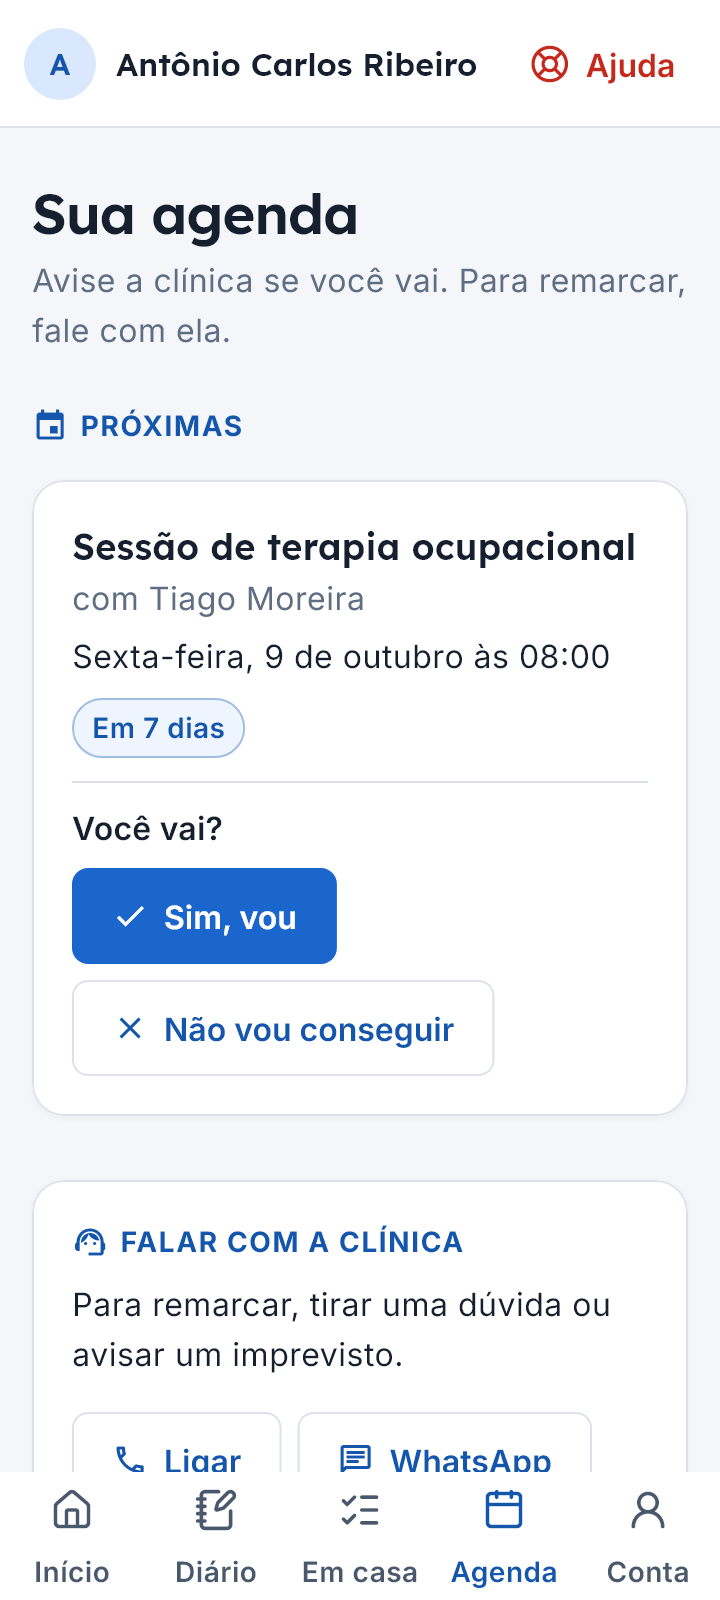 A
Antônio Carlos Ribeiro
Ajuda
Sua agenda
Avise a clínica se você vai. Para remarcar,
fale com ela.
PRÓXIMAS
Sessão de terapia ocupacional
com Tiago Moreira
Sexta-feira, 9 de outubro às 08:00
Em 7 dias
Você vai?
Sim, vou
Não vou conseguir
FALAR COM A CLÍNICA
Para remarcar, tirar uma dúvida ou
avisar um imprevisto.
Ligar
WhatsApp
Início
Diário
Em casa
Agenda
Conta